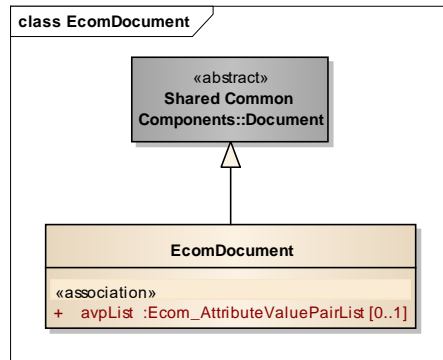 class EcomDocument
«abstract»
Shared Common
Components::Document
EcomDocument
«association»
+ avpList :Ecom_AttributeValuePairList [0..1]